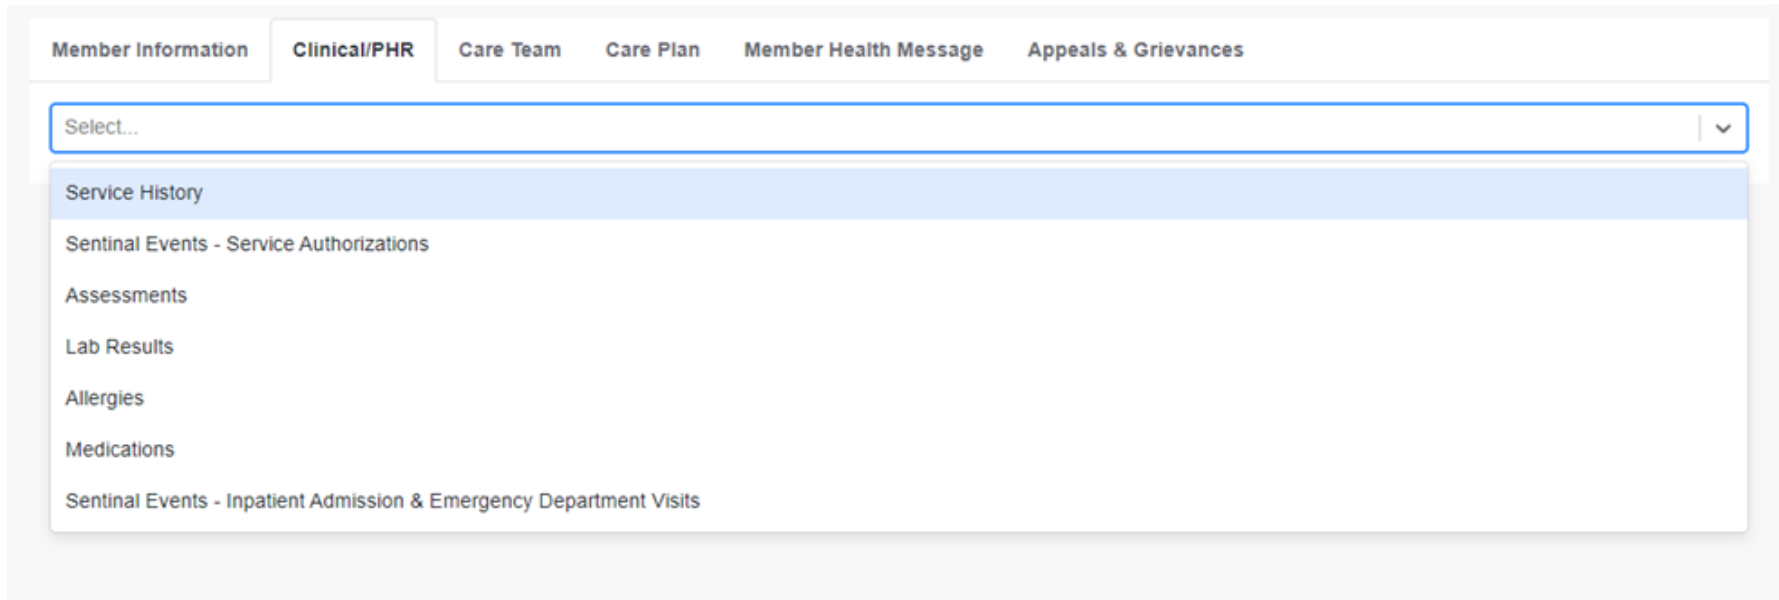 Member Information Clinical/PHR Care Team Care Plan Member Health Message Appeals & Grievances
Select...
Service History
Sentinal Events - Service Authorizations
Assessments
Lab Results
Allergies
Medications
Sentinal Events - Inpatient Admission & Emergency Department Visits